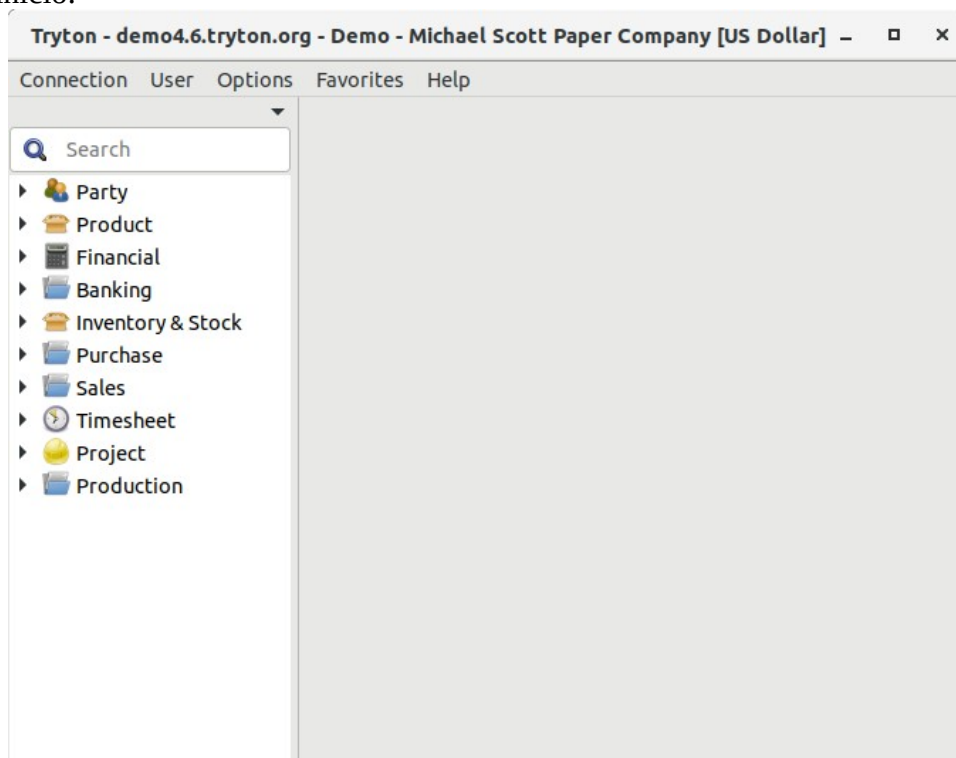 inicio.
Tryton - demo4.6.tryton.org - Demo - Michael Scott Paper Company [US Dollar]
Connection User Options Favorites Help
Search
Party
Product
Financial
Banking
Inventory & Stock
Purchase
Sales
Timesheet
Project
Production